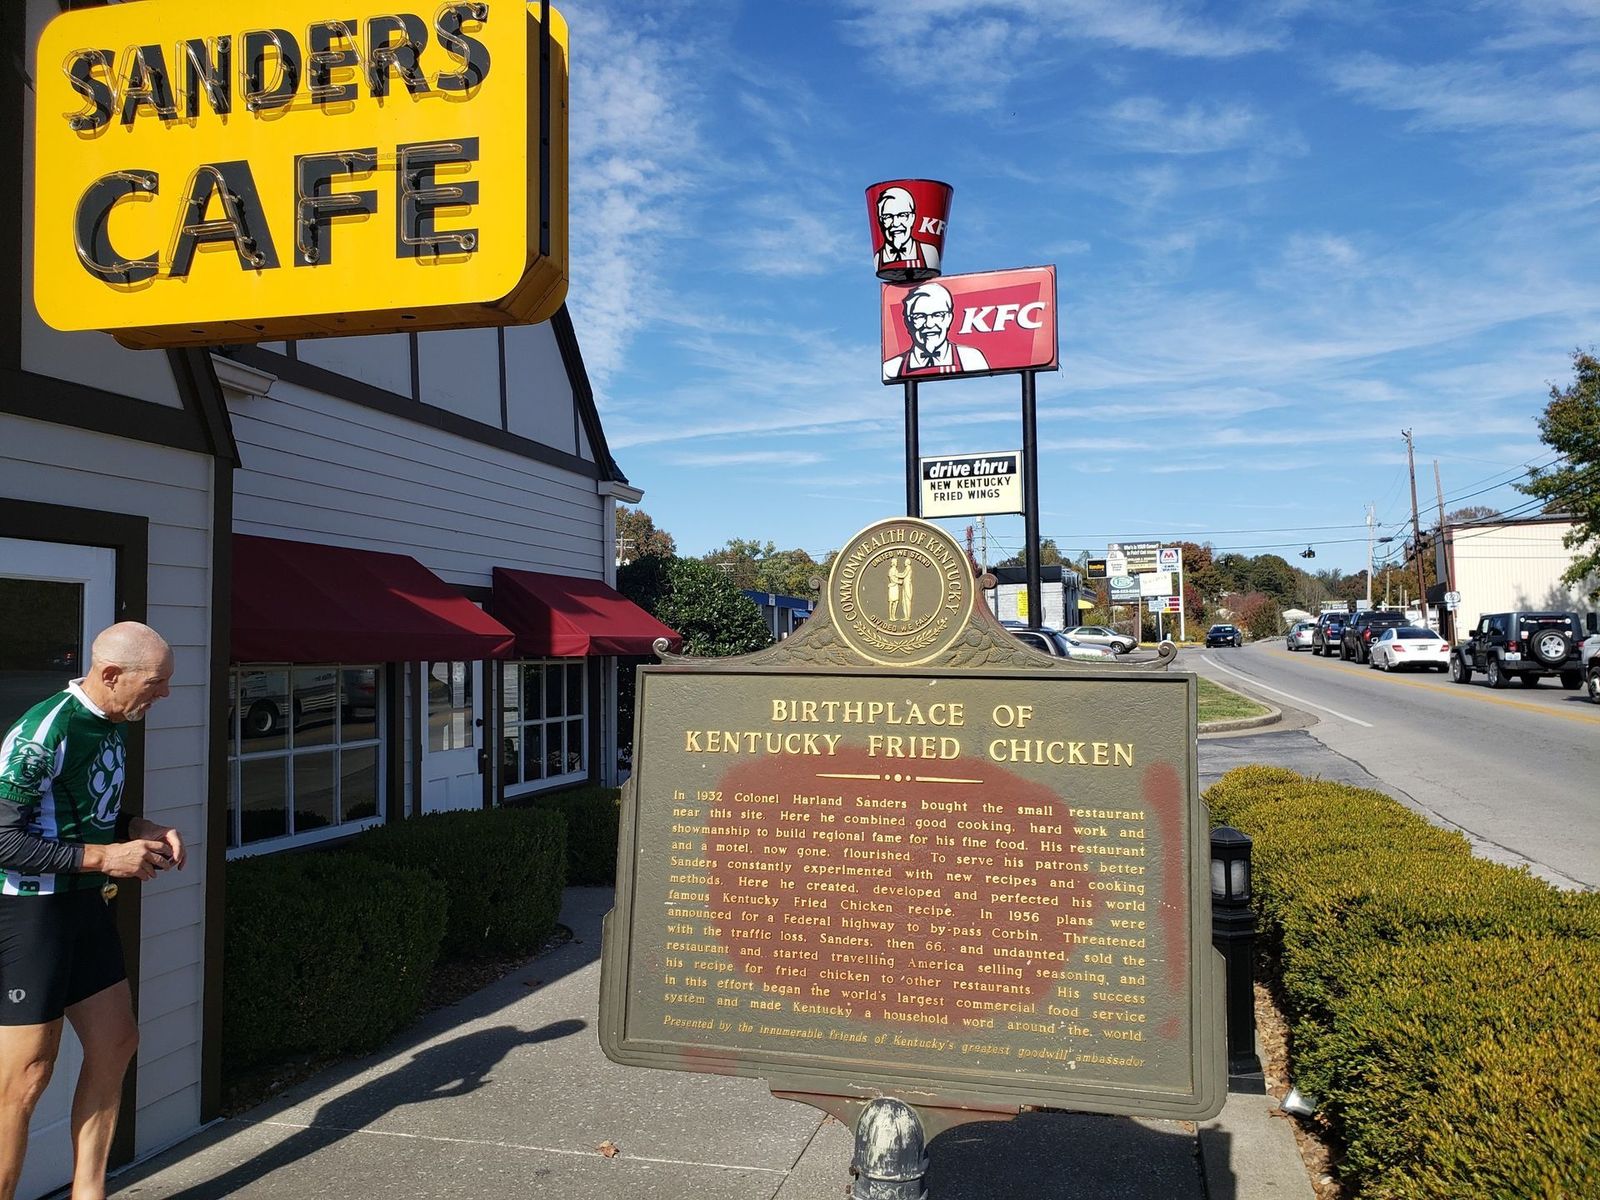 SANDERS
CAFE
KFC
KFC
drive thru
NEW KENTUCKY
FRIED WINGS
COMMONWEALTH OF KENTUCKY
UNITED WE STAND
DIVIDED WE FALL
BIRTHPLACE OF
KENTUCKY FRIED CHICKEN
In 1932 Colonel Harland Sanders bought the small restaurant
near this site. Here he combined good cooking, hard work and
showmanship to build regional fame for his fine food. His restaurant
and a motel, now gone, flourished. To serve his patrons better
Sanders constantly experimented with new recipes and cooking
methods. Here he created, developed and perfected his world
famous Kentucky Fried Chicken recipe. In 1956 plans were
announced for a Federal highway to by-pass Corbin. Threatened
with the traffic loss, Sanders, then 66, and undaunted, sold the
restaurant and started travelling America selling seasoning, and
his recipe for fried chicken to other restaurants. His success
in this effort began the world's largest commercial food service
system and made Kentucky a household word around the world.
Presented by the innumerable friends of Kentucky's greatest goodwill ambassador